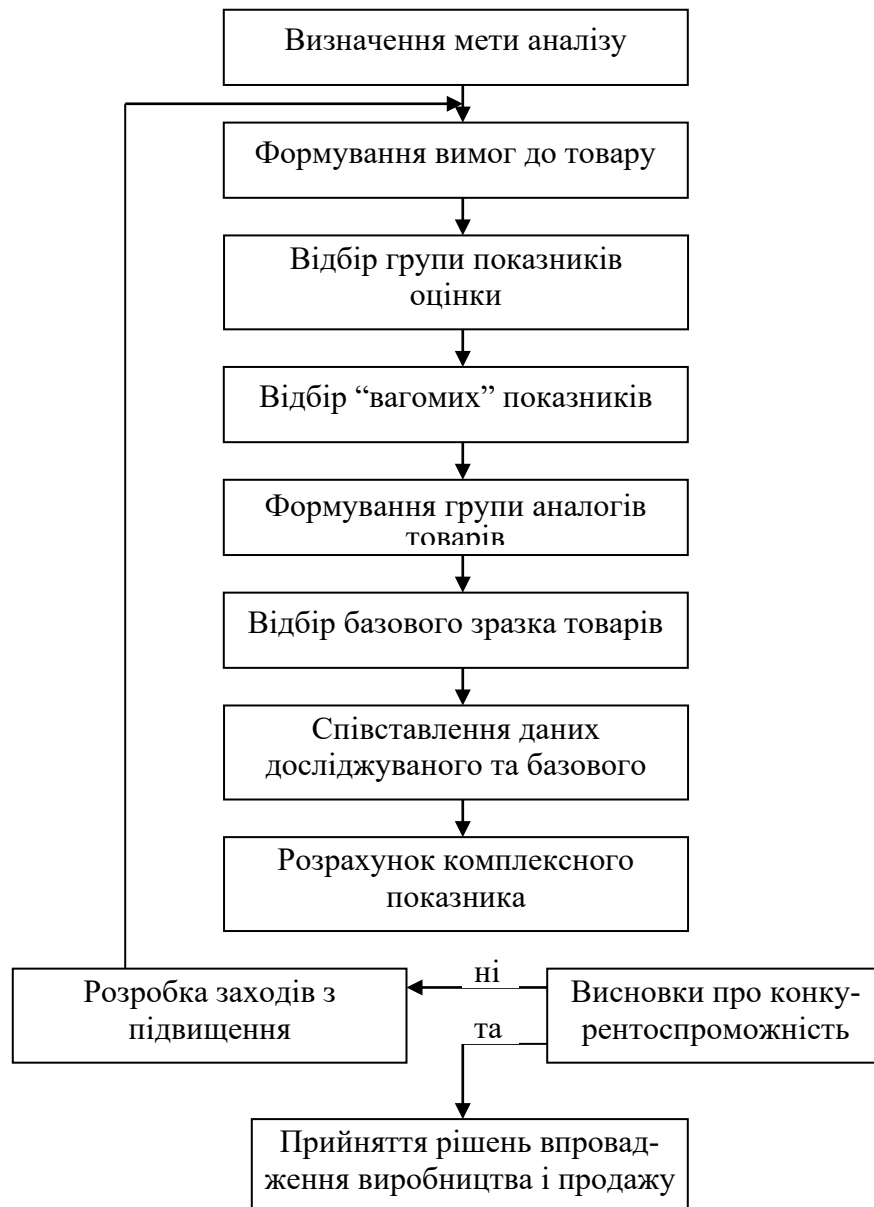 Визначення мети аналізу
Формування вимог до товару
Відбір групи показників
оцінки
Відбір “вагомих” показників
Формування групи аналогів
товарів
Відбір базового зразка товарів
Співставлення даних
досліджуваного та базового
Розрахунок комплексного
показника
ні
Розробка заходів з
підвищення
Висновки про конку-
рентоспроможність
та
Прийняття рішень впровад-
ження виробництва і продажу